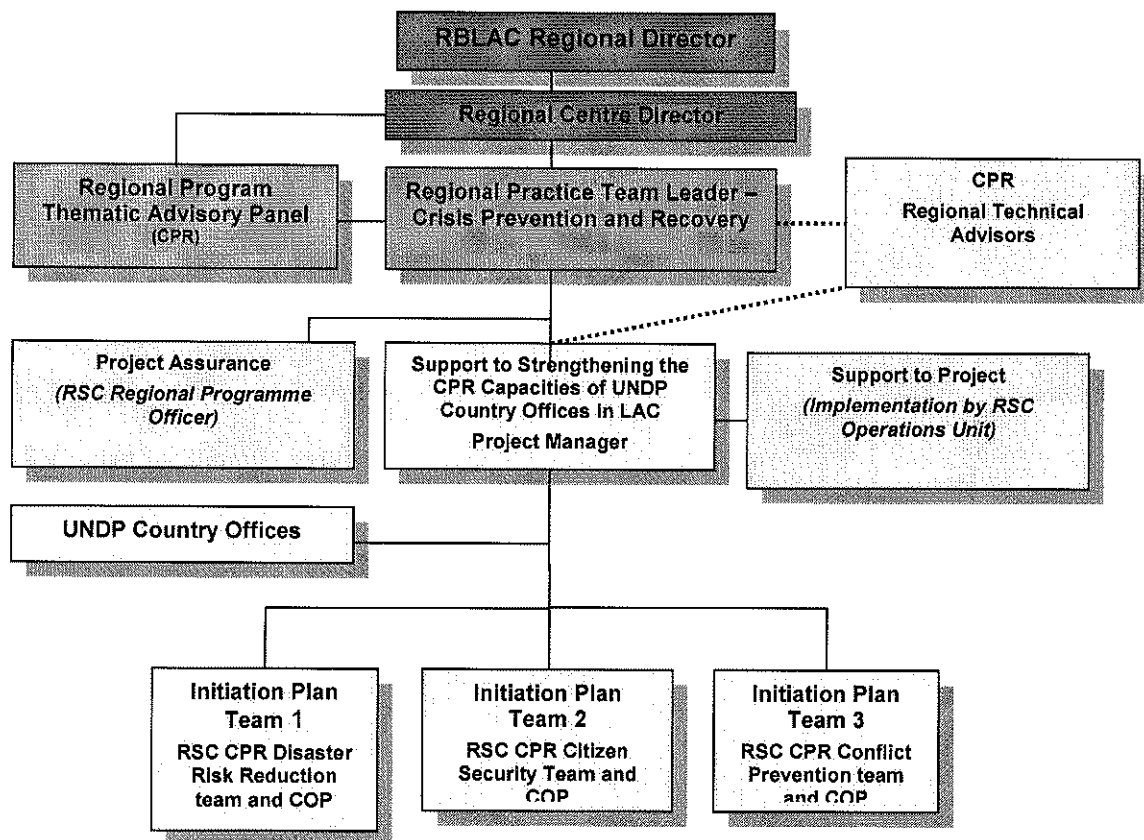 RBLAC Regional Director
Regional Centre Director
Regional Program
Thematic Advisory Panel
(CPR)
Regional Practice Team Leader –
Crisis Prevention and Recovery
CPR
Regional Technical
Advisors
Project Assurance
(RSC Regional Programme
Officer)
Support to Strengthening the
CPR Capacities of UNDP
Country Offices in LAC
Project Manager
Support to Project
(Implementation by RSC
Operations Unit)
UNDP Country Offices
Initiation Plan
Team 1
RSC CPR Disaster
Risk Reduction
team and COP
Initiation Plan
Team 2
RSC CPR Citizen
Security Team and
COP
Initiation Plan
Team 3
RSC CPR Conflict
Prevention team
and COP